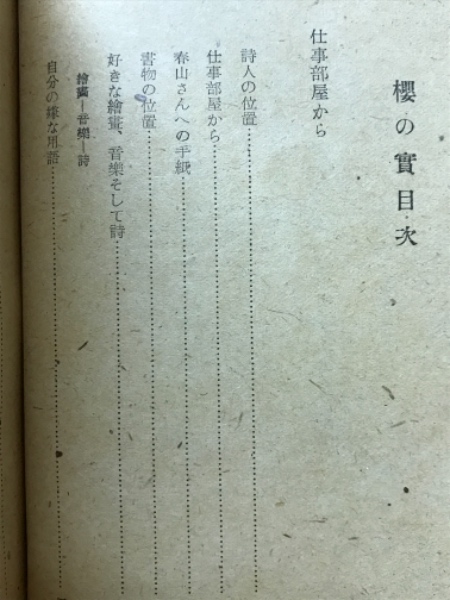 櫻の實目次
仕事部屋から
詩人の位置
仕事部屋から
春山さんへの手紙
書物の位置
好きな繪畫、音樂そして詩
繪畫―音樂―詩
自分の嫌な用語